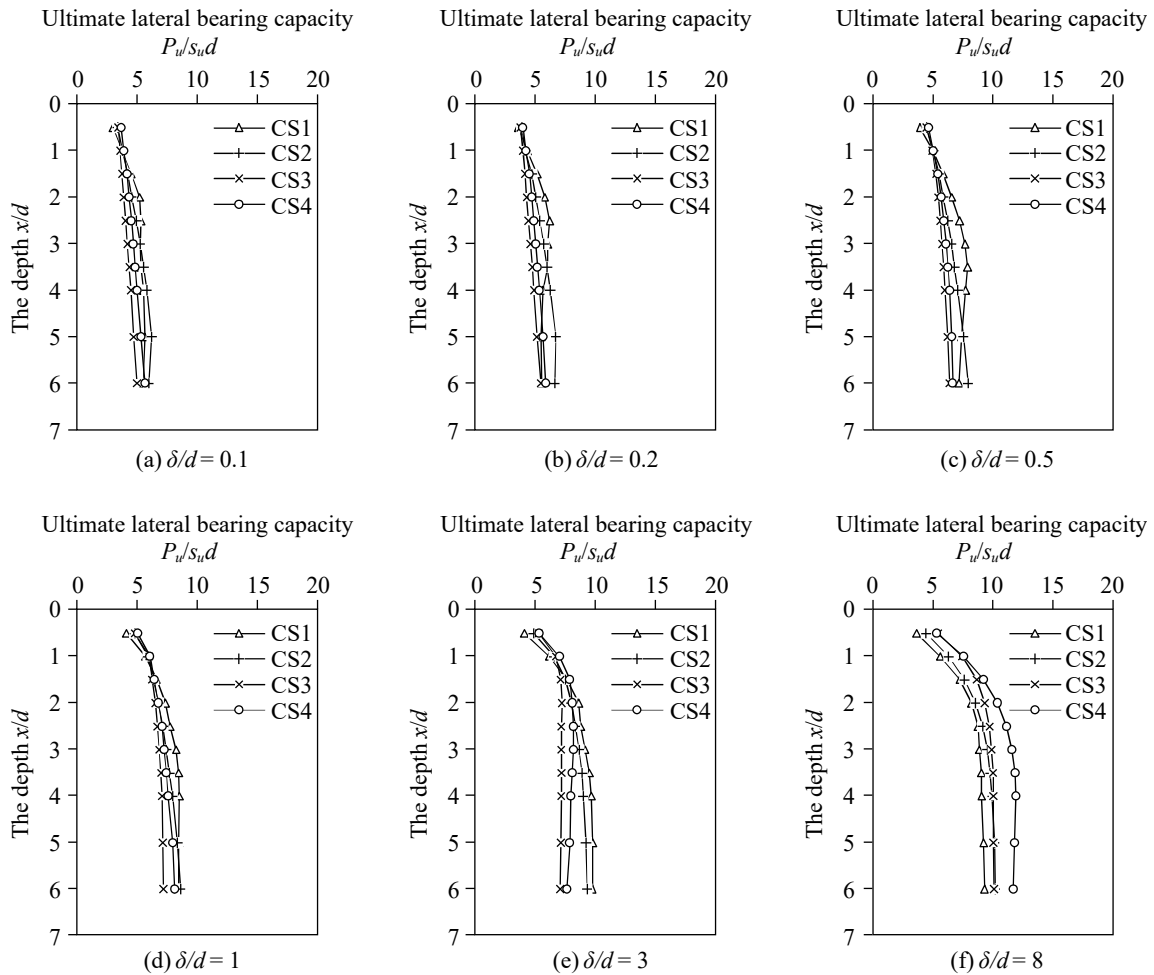 Ultimate lateral bearing capacity
Pu/sud
0 5 10 15 20
0
1
2
3
4
5
6
7
The depth x/d
CS1
CS2
CS3
CS4
(a) δ/d = 0.1
Ultimate lateral bearing capacity
Pu/sud
0 5 10 15 20
0
1
2
3
4
5
6
7
The depth x/d
CS1
CS2
CS3
CS4
(b) δ/d = 0.2
Ultimate lateral bearing capacity
Pu/sud
0 5 10 15 20
0
1
2
3
4
5
6
7
The depth x/d
CS1
CS2
CS3
CS4
(c) δ/d = 0.5
Ultimate lateral bearing capacity
Pu/sud
0 5 10 15 20
0
1
2
3
4
5
6
7
The depth x/d
CS1
CS2
CS3
CS4
(d) δ/d = 1
Ultimate lateral bearing capacity
Pu/sud
0 5 10 15 20
0
1
2
3
4
5
6
7
The depth x/d
CS1
CS2
CS3
CS4
(e) δ/d = 3
Ultimate lateral bearing capacity
Pu/sud
0 5 10 15 20
0
1
2
3
4
5
6
7
The depth x/d
CS1
CS2
CS3
CS4
(f) δ/d = 8